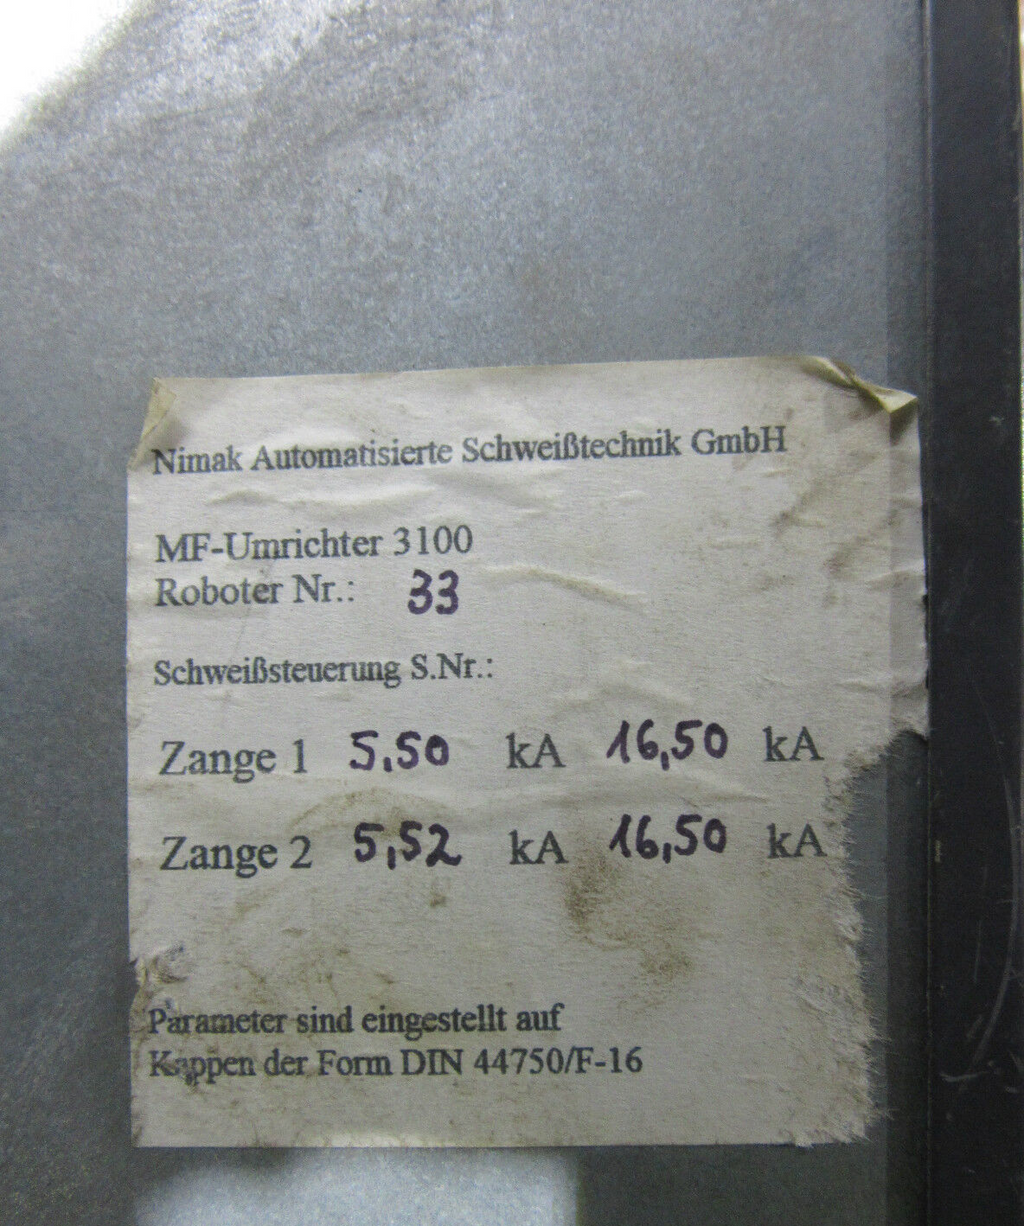 Nimak Automatisierte Schweißtechnik GmbH
MF-Umrichter 3100
Roboter Nr.: 33
Schweißsteuerung S.Nr.:
Zange 1 5,50 kA 16,50 kA
Zange 2 5,52 kA 16,50 kA
Parameter sind eingestellt auf
Kappen der Form DIN 44750/F-16